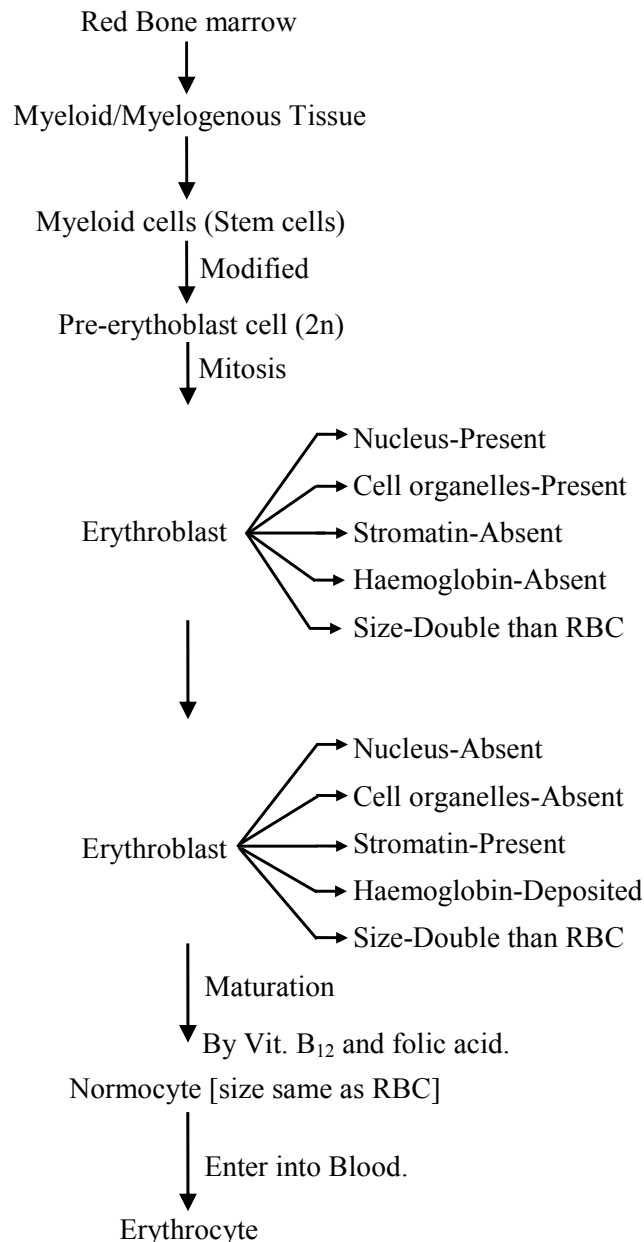 Red Bone marrow
Myeloid/Myelogenous Tissue
Myeloid cells (Stem cells)
Modified
Pre-erythoblast cell (2n)
Mitosis
Nucleus-Present
Cell organelles-Present
Erythroblast
Stromatin-Absent
Haemoglobin-Absent
Size-Double than RBC
Nucleus-Absent
Cell organelles-Absent
Erythroblast
Stromatin-Present
Haemoglobin-Deposited
Size-Double than RBC
Maturation
By Vit. B₁₂ and folic acid.
Normocyte [size same as RBC]
Enter into Blood.
Erythrocyte